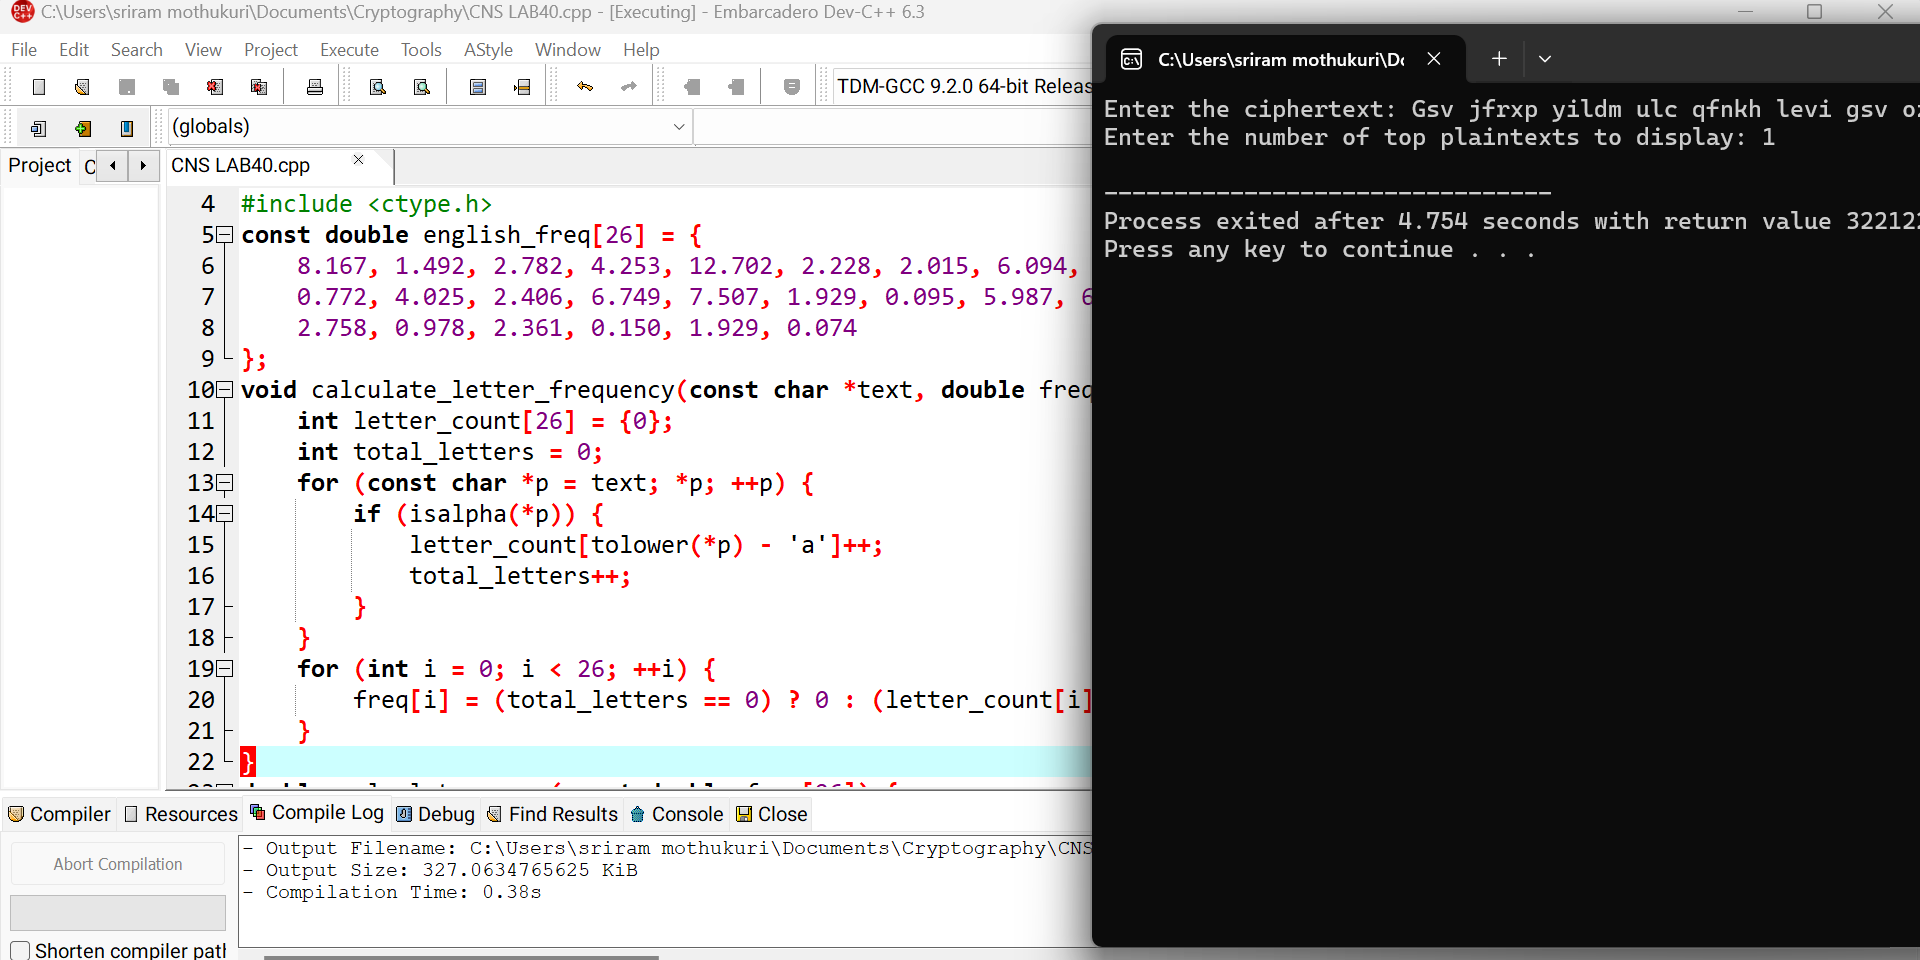 C:\Users\sriram mothukuri\Documents\Cryptography\CNS LAB40.cpp - [Executing] - Embarcadero Dev-C++ 6.3
File Edit Search View Project Execute Tools AStyle Window Help
TDM-GCC 9.2.0 64-bit Releas
(globals)
Project C
CNS LAB40.cpp
4 #include <ctype.h>
5 const double english_freq[26] = {
6 8.167, 1.492, 2.782, 4.253, 12.702, 2.228, 2.015, 6.094,
7 0.772, 4.025, 2.406, 6.749, 7.507, 1.929, 0.095, 5.987, 6
8 2.758, 0.978, 2.361, 0.150, 1.929, 0.074
9 };
10 void calculate_letter_frequency(const char *text, double freq
11 int letter_count[26] = {0};
12 int total_letters = 0;
13 for (const char *p = text; *p; ++p) {
14 if (isalpha(*p)) {
15 letter_count[tolower(*p) - 'a']++;
16 total_letters++;
17 }
18 }
19 for (int i = 0; i < 26; ++i) {
20 freq[i] = (total_letters == 0) ? 0 : (letter_count[i]
21 }
22 }
Compiler Resources Compile Log Debug Find Results Console Close
Abort Compilation
Shorten compiler path
- Output Filename: C:\Users\sriram mothukuri\Documents\Cryptography\CNS
- Output Size: 327.0634765625 KiB
- Compilation Time: 0.38s
C:\Users\sriram mothukuri\Do
Enter the ciphertext: Gsv jfrxp yildm ulc qfnkh levi gsv oz
Enter the number of top plaintexts to display: 1
--------------------------------
Process exited after 4.754 seconds with return value 322122
Press any key to continue . . .